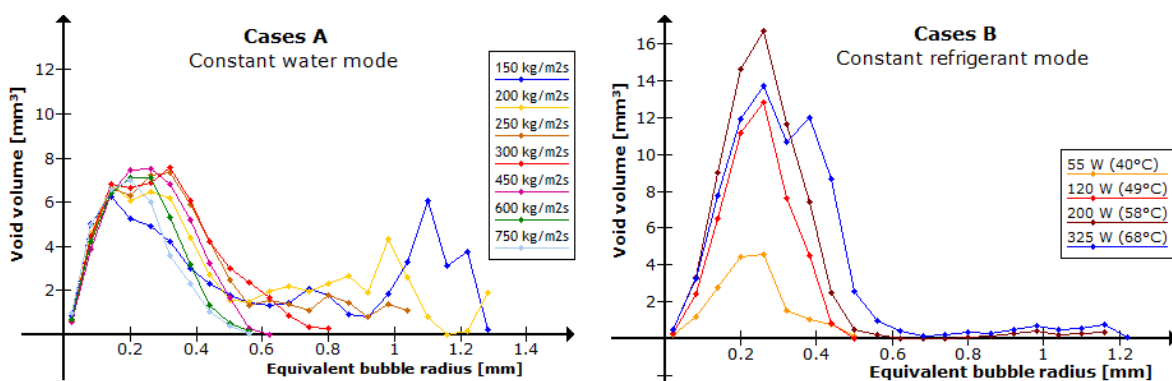 Cases A
Constant water mode
Void volume [mm³]
12
10
8
6
4
2
0.2
0.4
0.6
0.8
1
1.2
1.4
Equivalent bubble radius [mm]
150 kg/m2s
200 kg/m2s
250 kg/m2s
300 kg/m2s
450 kg/m2s
600 kg/m2s
750 kg/m2s
Cases B
Constant refrigerant mode
Void volume [mm³]
16
14
12
10
8
6
4
2
0.2
0.4
0.6
0.8
1
1.2
Equivalent bubble radius [mm]
55 W (40°C)
120 W (49°C)
200 W (58°C)
325 W (68°C)